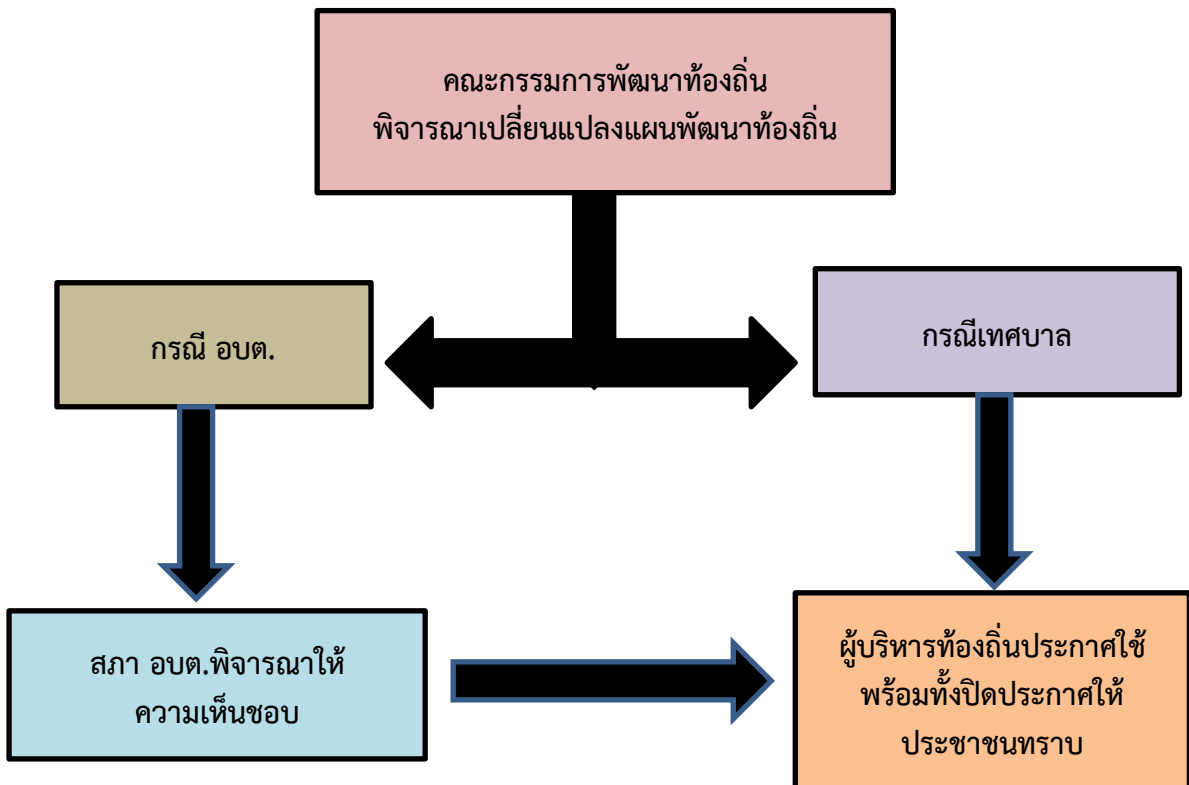 คณะกรรมการพัฒนาท้องถิ่น
พิจารณาเปลี่ยนแปลงแผนพัฒนาท้องถิ่น
กรณี อบต.
กรณีเทศบาล
สภา อบต.พิจารณาให้
ความเห็นชอบ
ผู้บริหารท้องถิ่นประกาศใช้
พร้อมทั้งปิดประกาศให้
ประชาชนทราบ